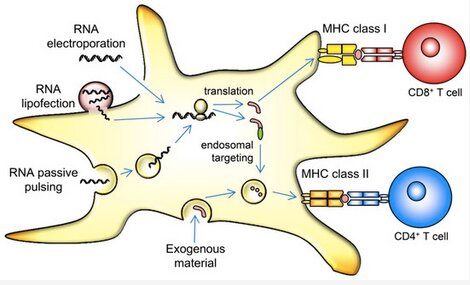 RNA
electroporation
RNA
lipofection
RNA passive
pulsing
Exogenous
material
translation
endosomal
targeting
MHC class I
CD8⁺ T cell
MHC class II
CD4⁺ T cell